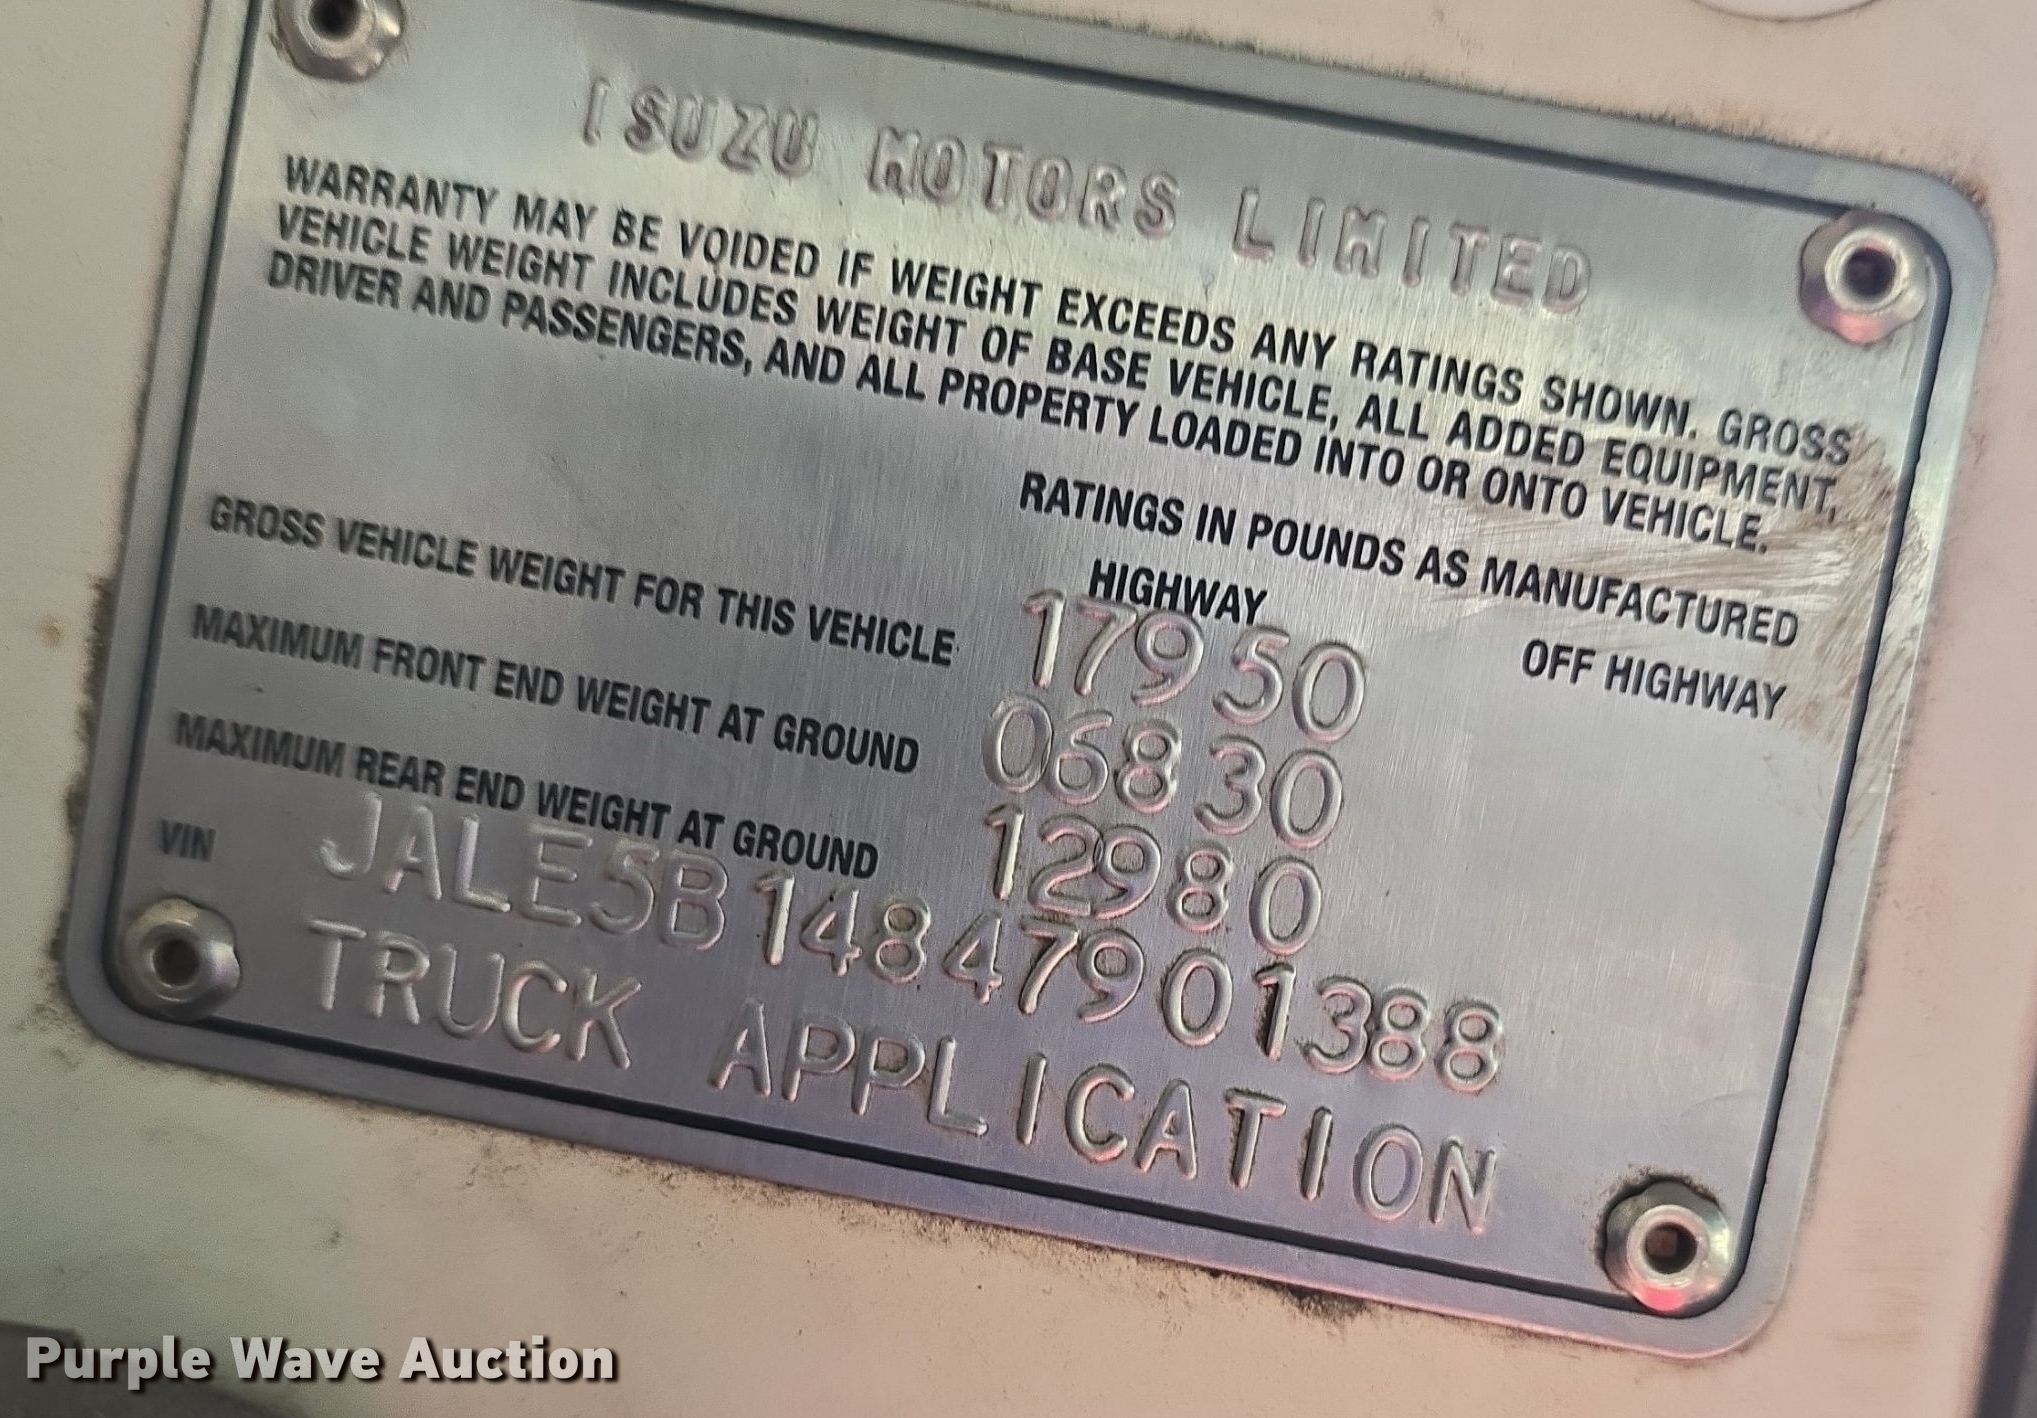 ISUZU MOTORS LIMITED
WARRANTY MAY BE VOIDED IF WEIGHT EXCEEDS ANY RATINGS SHOWN. GROSS
VEHICLE WEIGHT INCLUDES WEIGHT OF BASE VEHICLE, ALL ADDED EQUIPMENT,
DRIVER AND PASSENGERS, AND ALL PROPERTY LOADED INTO OR ONTO VEHICLE.
RATINGS IN POUNDS AS MANUFACTURED
HIGHWAY OFF HIGHWAY
GROSS VEHICLE WEIGHT FOR THIS VEHICLE 17950
MAXIMUM FRONT END WEIGHT AT GROUND 06830
MAXIMUM REAR END WEIGHT AT GROUND 12980
VIN JALE5B14847901388
TRUCK APPLICATION
Purple Wave Auction